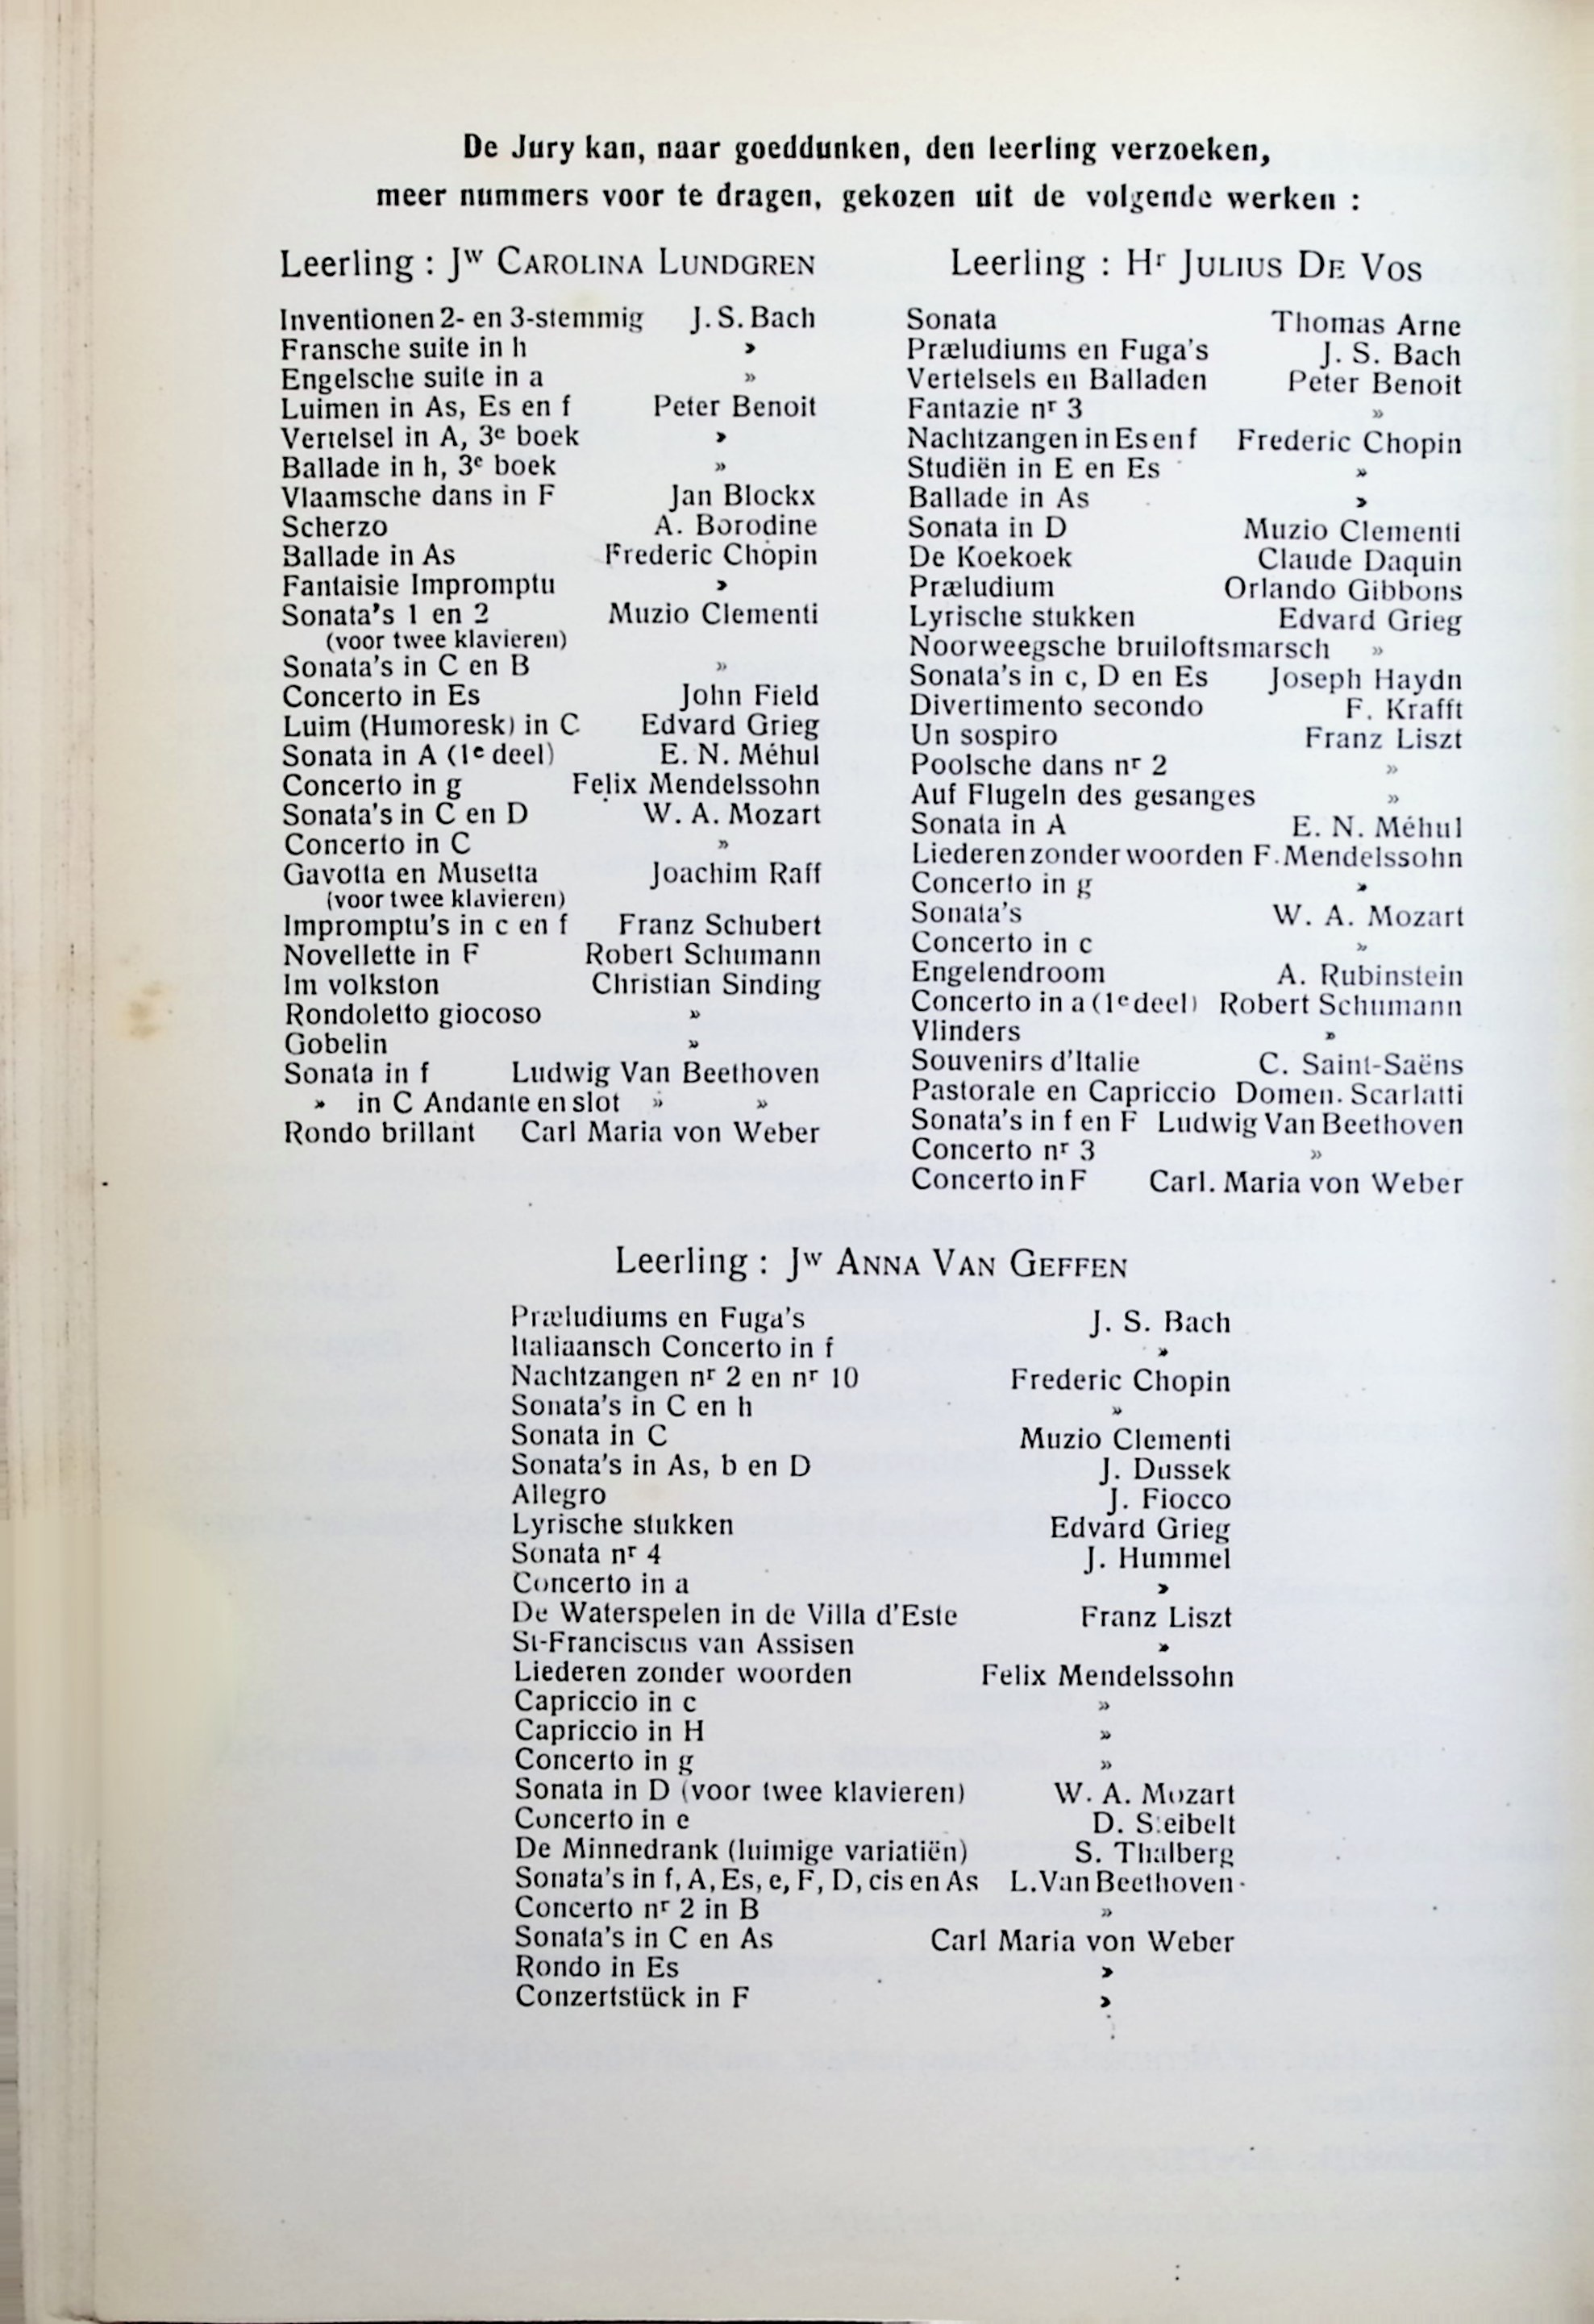 De Jury kan, naar goeddunken, den leerling verzoeken,
meer nummers voor te dragen, gekozen uit de volgende werken :
Leerling : Jw CAROLINA LUNDGREN
Inventionen 2- en 3-stemmig J. S. Bach
Fransche suite in h »
Engelsche suite in a »
Luimen in As, Es en f Peter Benoit
Vertelsel in A, 3e boek »
Ballade in h, 3e boek »
Vlaamsche dans in F Jan Blockx
Scherzo A. Borodine
Ballade in As Frederic Chopin
Fantaisie Impromptu »
Sonata's 1 en 2 Muzio Clementi
(voor twee klavieren)
Sonata's in C en B »
Concerto in Es John Field
Luim (Humoresk) in C Edvard Grieg
Sonata in A (1e deel) E. N. Méhul
Concerto in g Felix Mendelssohn
Sonata's in C en D W. A. Mozart
Concerto in C »
Gavotta en Musetta Joachim Raff
(voor twee klavieren)
Impromptu's in c en f Franz Schubert
Novellette in F Robert Schumann
Im volkston Christian Sinding
Rondoletto giocoso »
Gobelin »
Sonata in f Ludwig Van Beethoven
» in C Andante en slot » »
Rondo brillant Carl Maria von Weber
Leerling : Hr JULIUS DE VOS
Sonata Thomas Arne
Præludiums en Fuga's J. S. Bach
Vertelsels en Balladen Peter Benoit
Fantazie nr 3 »
Nachtzangen in Es en f Frederic Chopin
Studiën in E en Es »
Ballade in As »
Sonata in D Muzio Clementi
De Koekoek Claude Daquin
Præludium Orlando Gibbons
Lyrische stukken Edvard Grieg
Noorweegsche bruiloftsmarsch »
Sonata's in c, D en Es Joseph Haydn
Divertimento secondo F. Krafft
Un sospiro Franz Liszt
Poolsche dans nr 2 »
Auf Flugeln des gesanges »
Sonata in A E. N. Méhul
Liederen zonder woorden F. Mendelssohn
Concerto in g »
Sonata's W. A. Mozart
Concerto in c »
Engelendroom A. Rubinstein
Concerto in a (1e deel) Robert Schumann
Vlinders »
Souvenirs d'Italie C. Saint-Saëns
Pastorale en Capriccio Domen. Scarlatti
Sonata's in f en F Ludwig Van Beethoven
Concerto nr 3 »
Concerto in F Carl. Maria von Weber
Leerling : Jw ANNA VAN GEFFEN
Præludiums en Fuga's J. S. Bach
Italiaansch Concerto in f »
Nachtzangen nr 2 en nr 10 Frederic Chopin
Sonata's in C en h »
Sonata in C Muzio Clementi
Sonata's in As, b en D J. Dussek
Allegro J. Fiocco
Lyrische stukken Edvard Grieg
Sonata nr 4 J. Hummel
Concerto in a »
De Waterspelen in de Villa d'Este Franz Liszt
St-Franciscus van Assisen »
Liederen zonder woorden Felix Mendelssohn
Capriccio in c »
Capriccio in H »
Concerto in g »
Sonata in D (voor twee klavieren) W. A. Mozart
Concerto in e D. Steibelt
De Minnedrank (luimige variatiën) S. Thalberg
Sonata's in f, A, Es, e, F, D, cis en As L. Van Beethoven
Concerto nr 2 in B »
Sonata's in C en As Carl Maria von Weber
Rondo in Es »
Conzertstück in F »